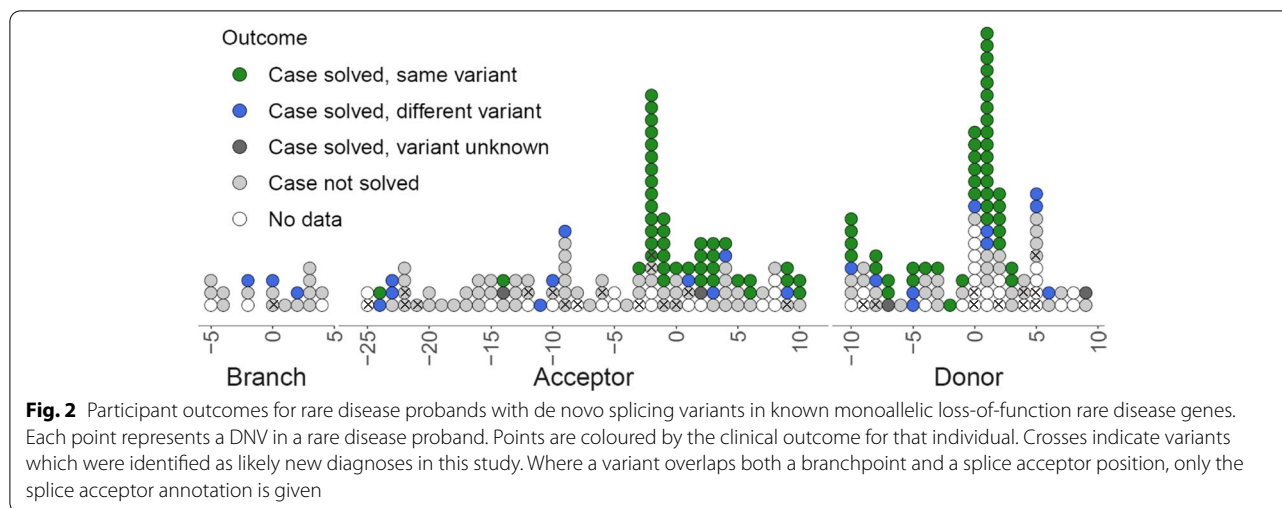 Outcome
Case solved, same variant
Case solved, different variant
Case solved, variant unknown
Case not solved
No data
−5 0 5 −25 −20 −15 −10 −5 0 5 10 −10 −5 0 5 10
Branch Acceptor Donor
Fig. 2 Participant outcomes for rare disease probands with de novo splicing variants in known monoallelic loss-of-function rare disease genes.
Each point represents a DNV in a rare disease proband. Points are coloured by the clinical outcome for that individual. Crosses indicate variants
which were identified as likely new diagnoses in this study. Where a variant overlaps both a branchpoint and a splice acceptor position, only the
splice acceptor annotation is given